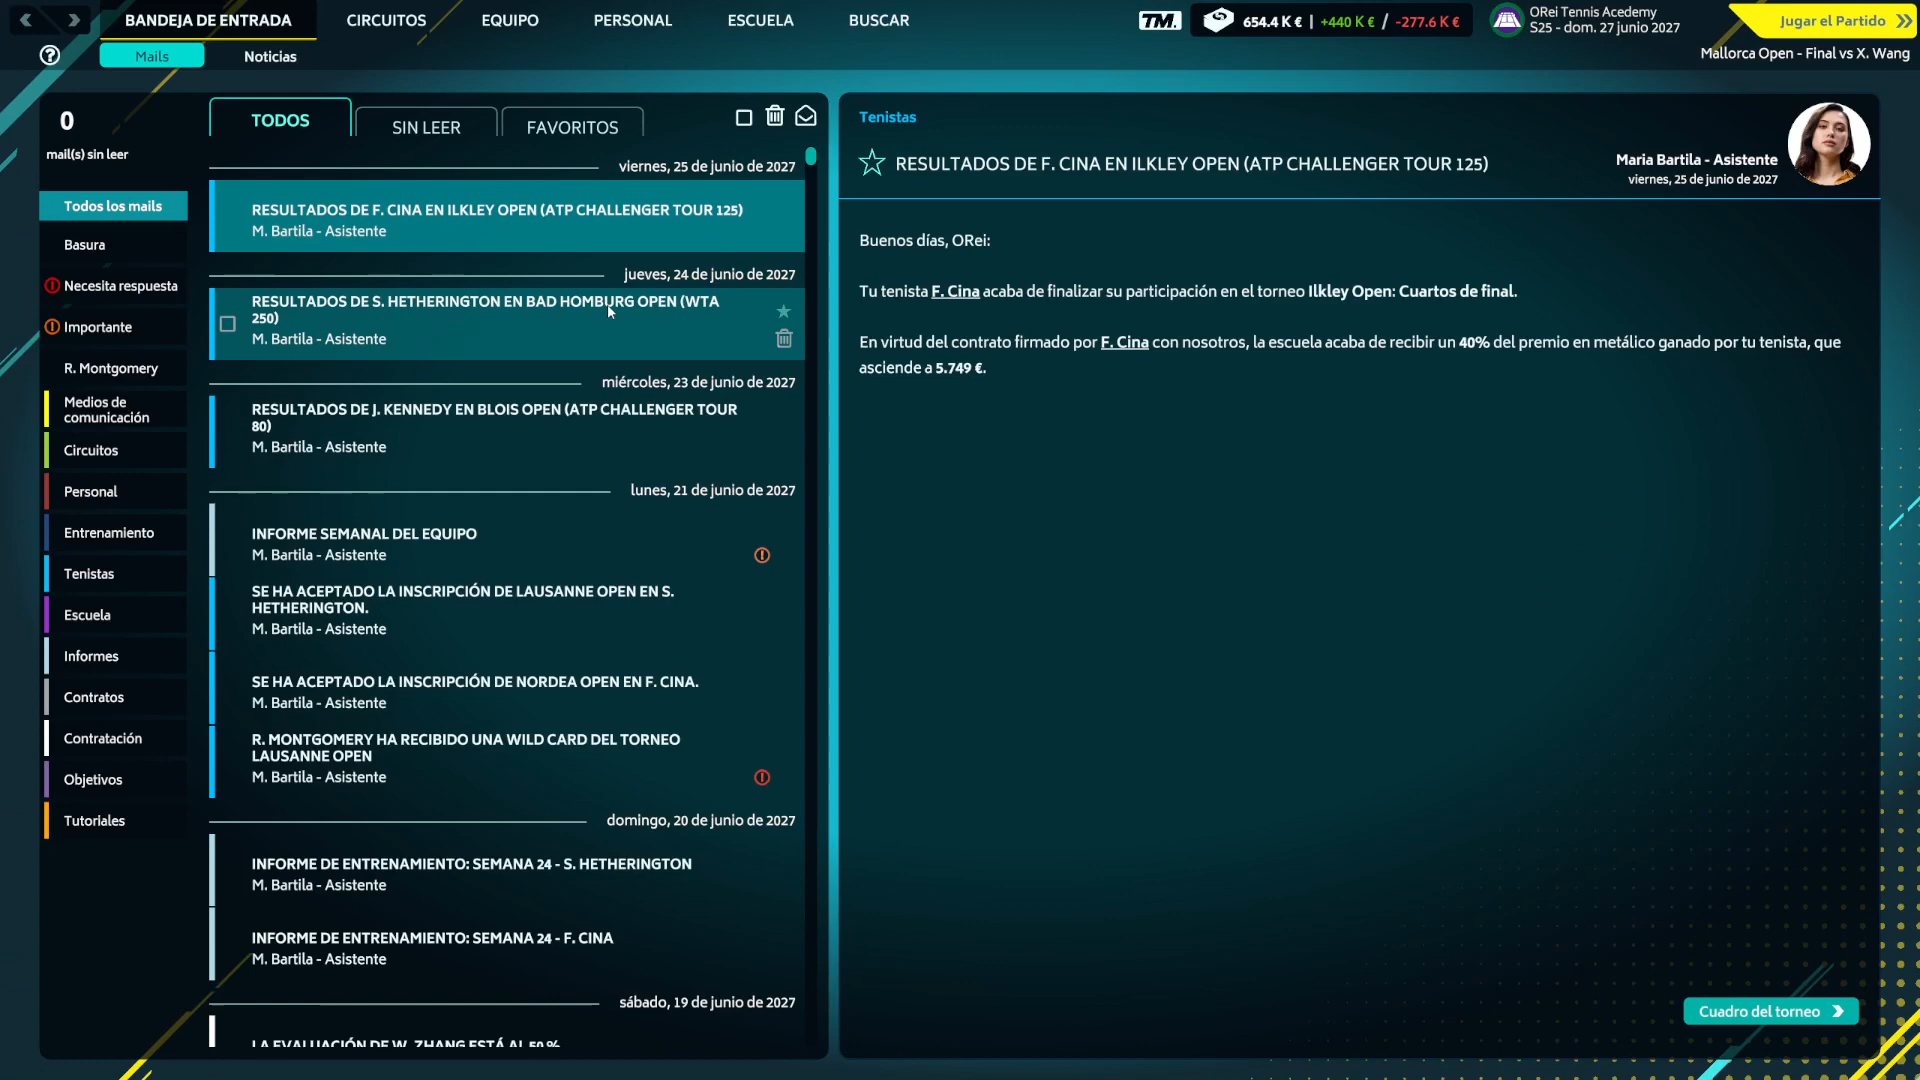 BANDEJA DE ENTRADA
CIRCUITOS
EQUIPO
PERSONAL
ESCUELA
BUSCAR
TM.
654.4 K € | +440 K € / -277.6 K €
ORei Tennis Acedemy
S25 - dom. 27 junio 2027
Jugar el Partido
Mallorca Open - Final vs X. Wang
Mails
Noticias
0
mail(s) sin leer
Todos los mails
Basura
Necesita respuesta
Importante
R. Montgomery
Medios de
comunicación
Circuitos
Personal
Entrenamiento
Tenistas
Escuela
Informes
Contratos
Contratación
Objetivos
Tutoriales
TODOS
SIN LEER
FAVORITOS
viernes, 25 de junio de 2027
RESULTADOS DE F. CINA EN ILKLEY OPEN (ATP CHALLENGER TOUR 125)
M. Bartila - Asistente
jueves, 24 de junio de 2027
RESULTADOS DE S. HETHERINGTON EN BAD HOMBURG OPEN (WTA
250)
M. Bartila - Asistente
miércoles, 23 de junio de 2027
RESULTADOS DE J. KENNEDY EN BLOIS OPEN (ATP CHALLENGER TOUR
80)
M. Bartila - Asistente
lunes, 21 de junio de 2027
INFORME SEMANAL DEL EQUIPO
M. Bartila - Asistente
SE HA ACEPTADO LA INSCRIPCIÓN DE LAUSANNE OPEN EN S.
HETHERINGTON.
M. Bartila - Asistente
SE HA ACEPTADO LA INSCRIPCIÓN DE NORDEA OPEN EN F. CINA.
M. Bartila - Asistente
R. MONTGOMERY HA RECIBIDO UNA WILD CARD DEL TORNEO
LAUSANNE OPEN
M. Bartila - Asistente
domingo, 20 de junio de 2027
INFORME DE ENTRENAMIENTO: SEMANA 24 - S. HETHERINGTON
M. Bartila - Asistente
INFORME DE ENTRENAMIENTO: SEMANA 24 - F. CINA
M. Bartila - Asistente
sábado, 19 de junio de 2027
LA EVALUACIÓN DE W. ZHANG ESTÁ AL 50 %
Tenistas
RESULTADOS DE F. CINA EN ILKLEY OPEN (ATP CHALLENGER TOUR 125)
Maria Bartila - Asistente
viernes, 25 de junio de 2027
Buenos días, ORei:
Tu tenista F. Cina acaba de finalizar su participación en el torneo Ilkley Open: Cuartos de final.
En virtud del contrato firmado por F. Cina con nosotros, la escuela acaba de recibir un 40% del premio en metálico ganado por tu tenista, que
asciende a 5.749 €.
Cuadro del torneo